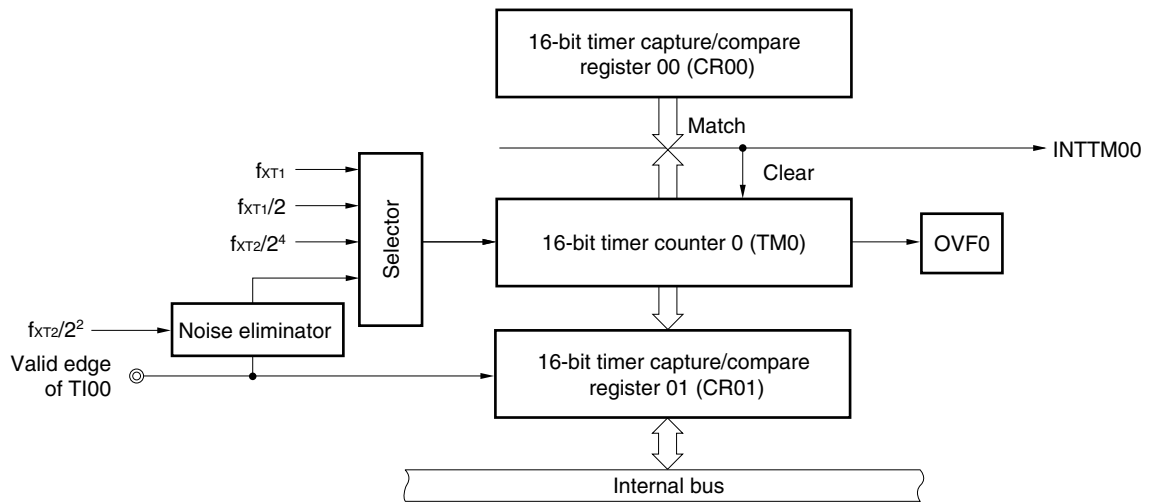 16-bit timer capture/compare
register 00 (CR00)
Match
INTTM00
Clear
fXT1
fXT1/2
fXT2/2⁴
Selector
16-bit timer counter 0 (TM0)
OVF0
fXT2/2²
Noise eliminator
Valid edge
of TI00
16-bit timer capture/compare
register 01 (CR01)
Internal bus